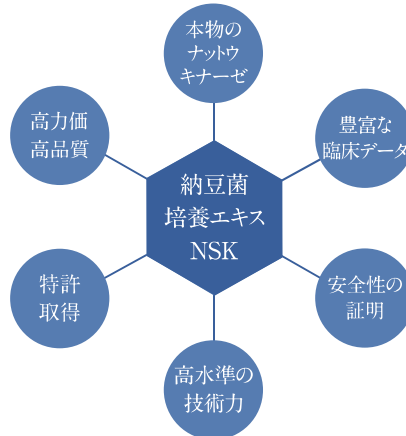 本物の
ナットウ
キナーゼ
高力価
高品質
豊富な
臨床データ
納豆菌
培養エキス
NSK
特許
取得
安全性の
証明
高水準の
技術力